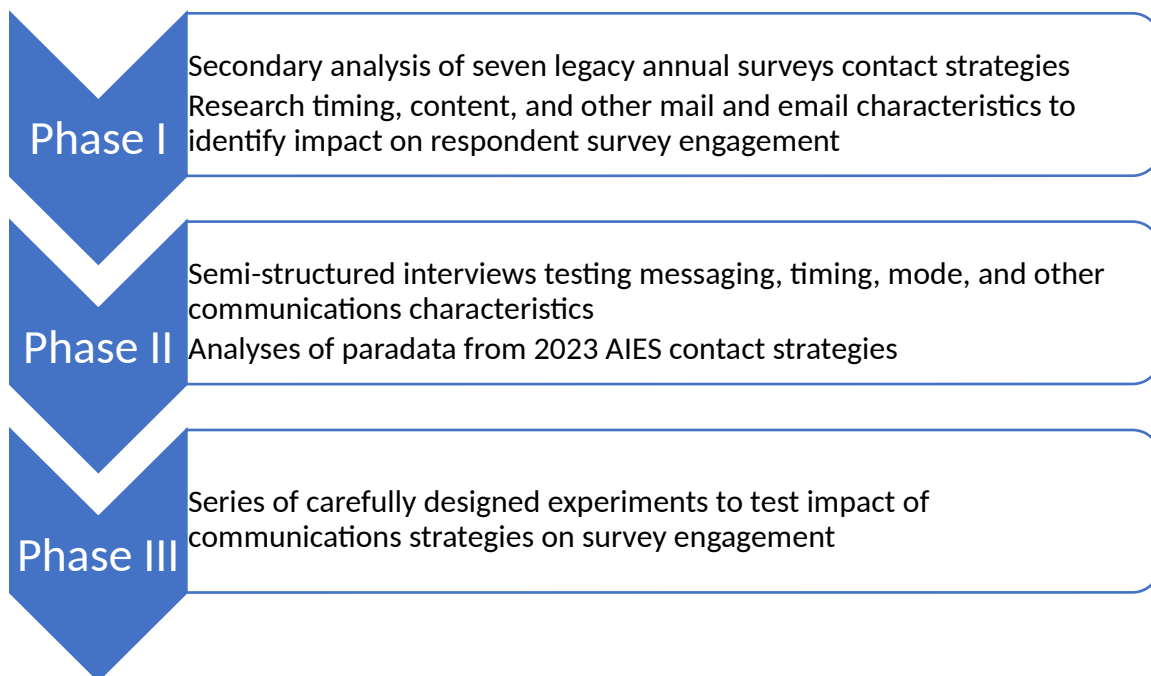 Phase I
Secondary analysis of seven legacy annual surveys contact strategies
Research timing, content, and other mail and email characteristics to
identify impact on respondent survey engagement
Phase II
Semi-structured interviews testing messaging, timing, mode, and other
communications characteristics
Analyses of paradata from 2023 AIES contact strategies
Phase III
Series of carefully designed experiments to test impact of
communications strategies on survey engagement